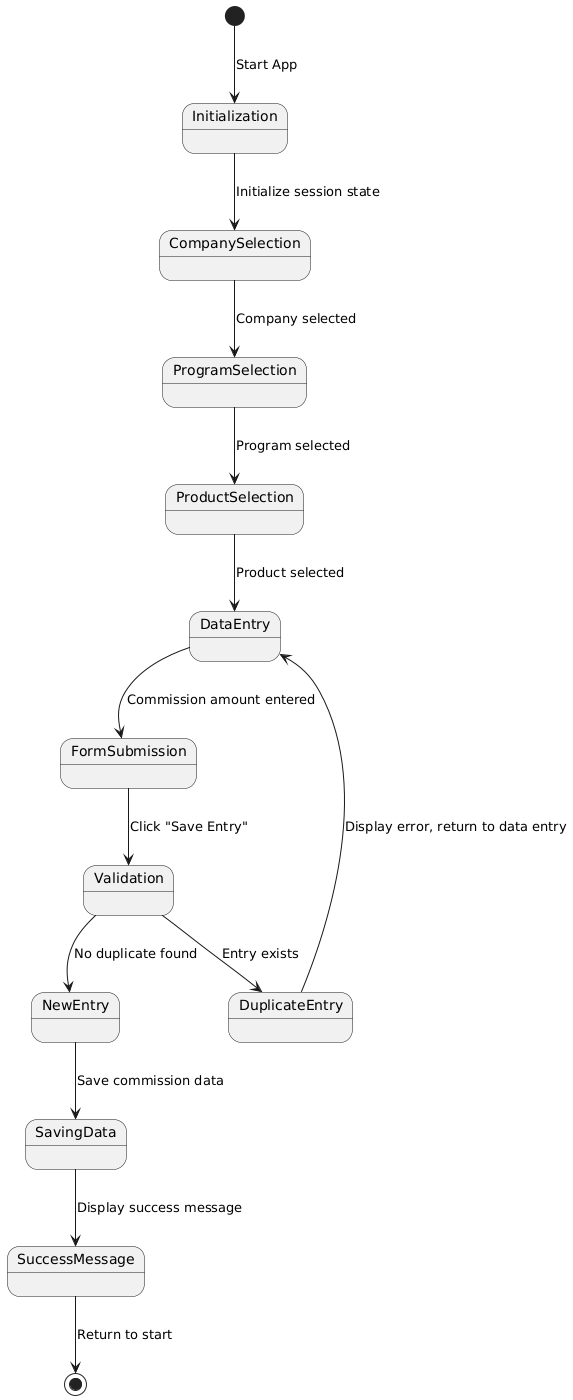 Start App
Initialization
Initialize session state
CompanySelection
Company selected
ProgramSelection
Program selected
ProductSelection
Product selected
DataEntry
Commission amount entered
FormSubmission
Click "Save Entry"
Display error, return to data entry
Validation
No duplicate found
Entry exists
NewEntry
DuplicateEntry
Save commission data
SavingData
Display success message
SuccessMessage
Return to start